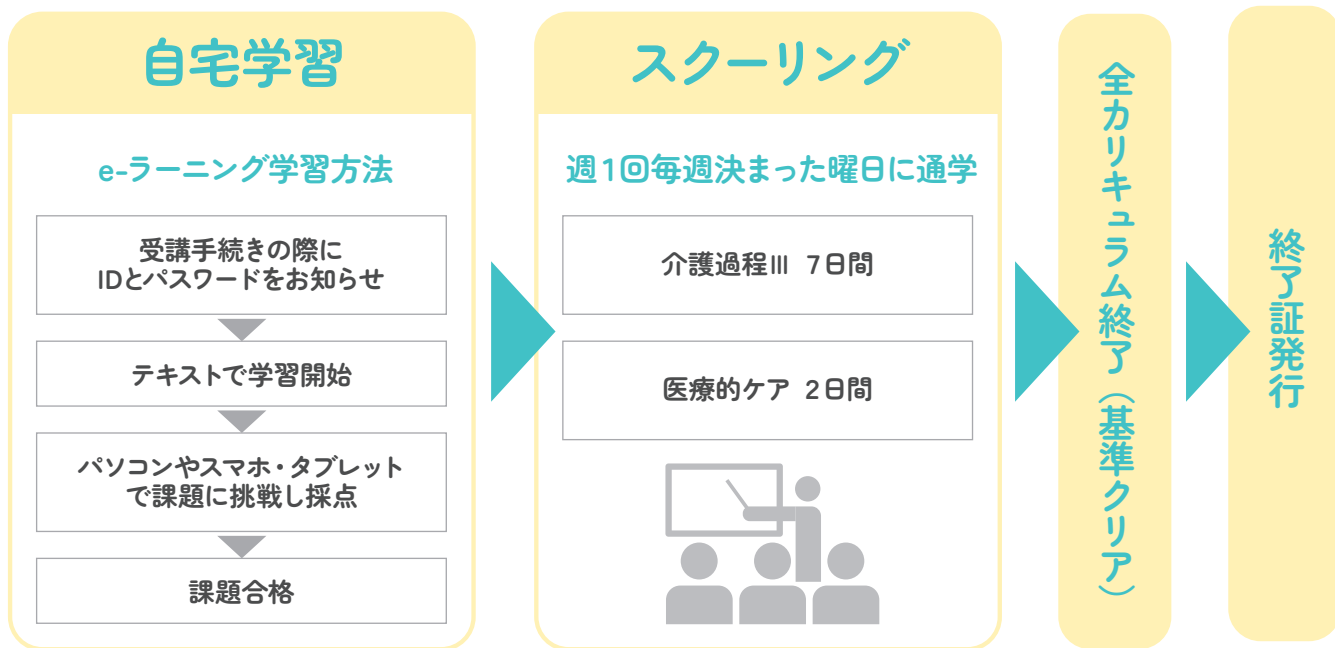 自宅学習
e-ラーニング学習方法
受講手続きの際に
IDとパスワードをお知らせ
テキストで学習開始
パソコンやスマホ・タブレット
で課題に挑戦し採点
課題合格
スクーリング
週1回毎週決まった曜日に通学
介護過程Ⅲ 7日間
医療的ケア 2日間
全カリキュラム終了（基準クリア）
終了証発行